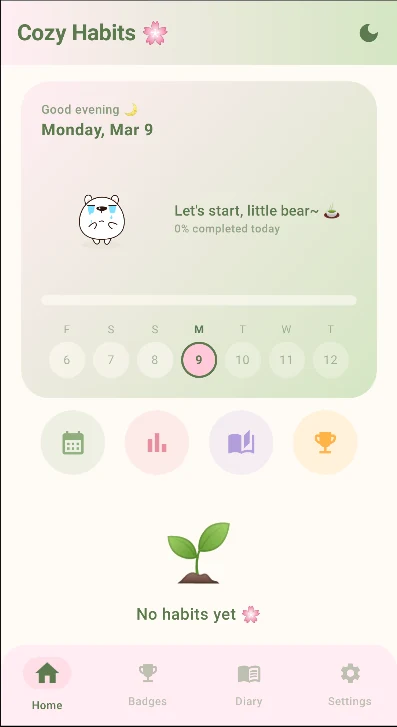 Cozy Habits 🌸
Good evening 🌙
Monday, Mar 9
Let's start, little bear~ 🍵
0% completed today
F S S M T W T
6 7 8 9 10 11 12
No habits yet 🌸
Home Badges Diary Settings